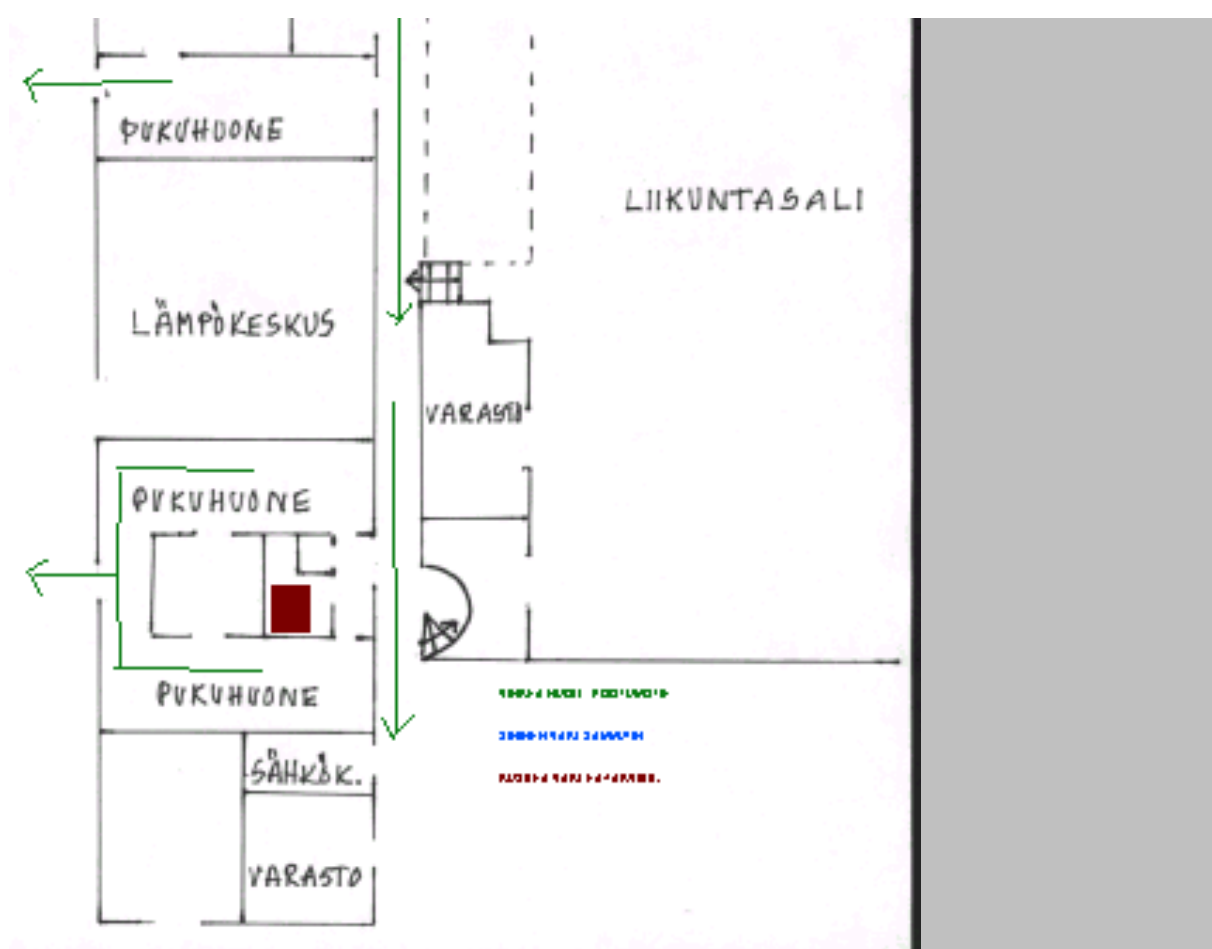 PUKUHUONE
LIIKUNTASALI
LÄMPÖKESKUS
VARASTO
PUKUHUONE
PUKUHUONE
SÄHKÖK.
VARASTO